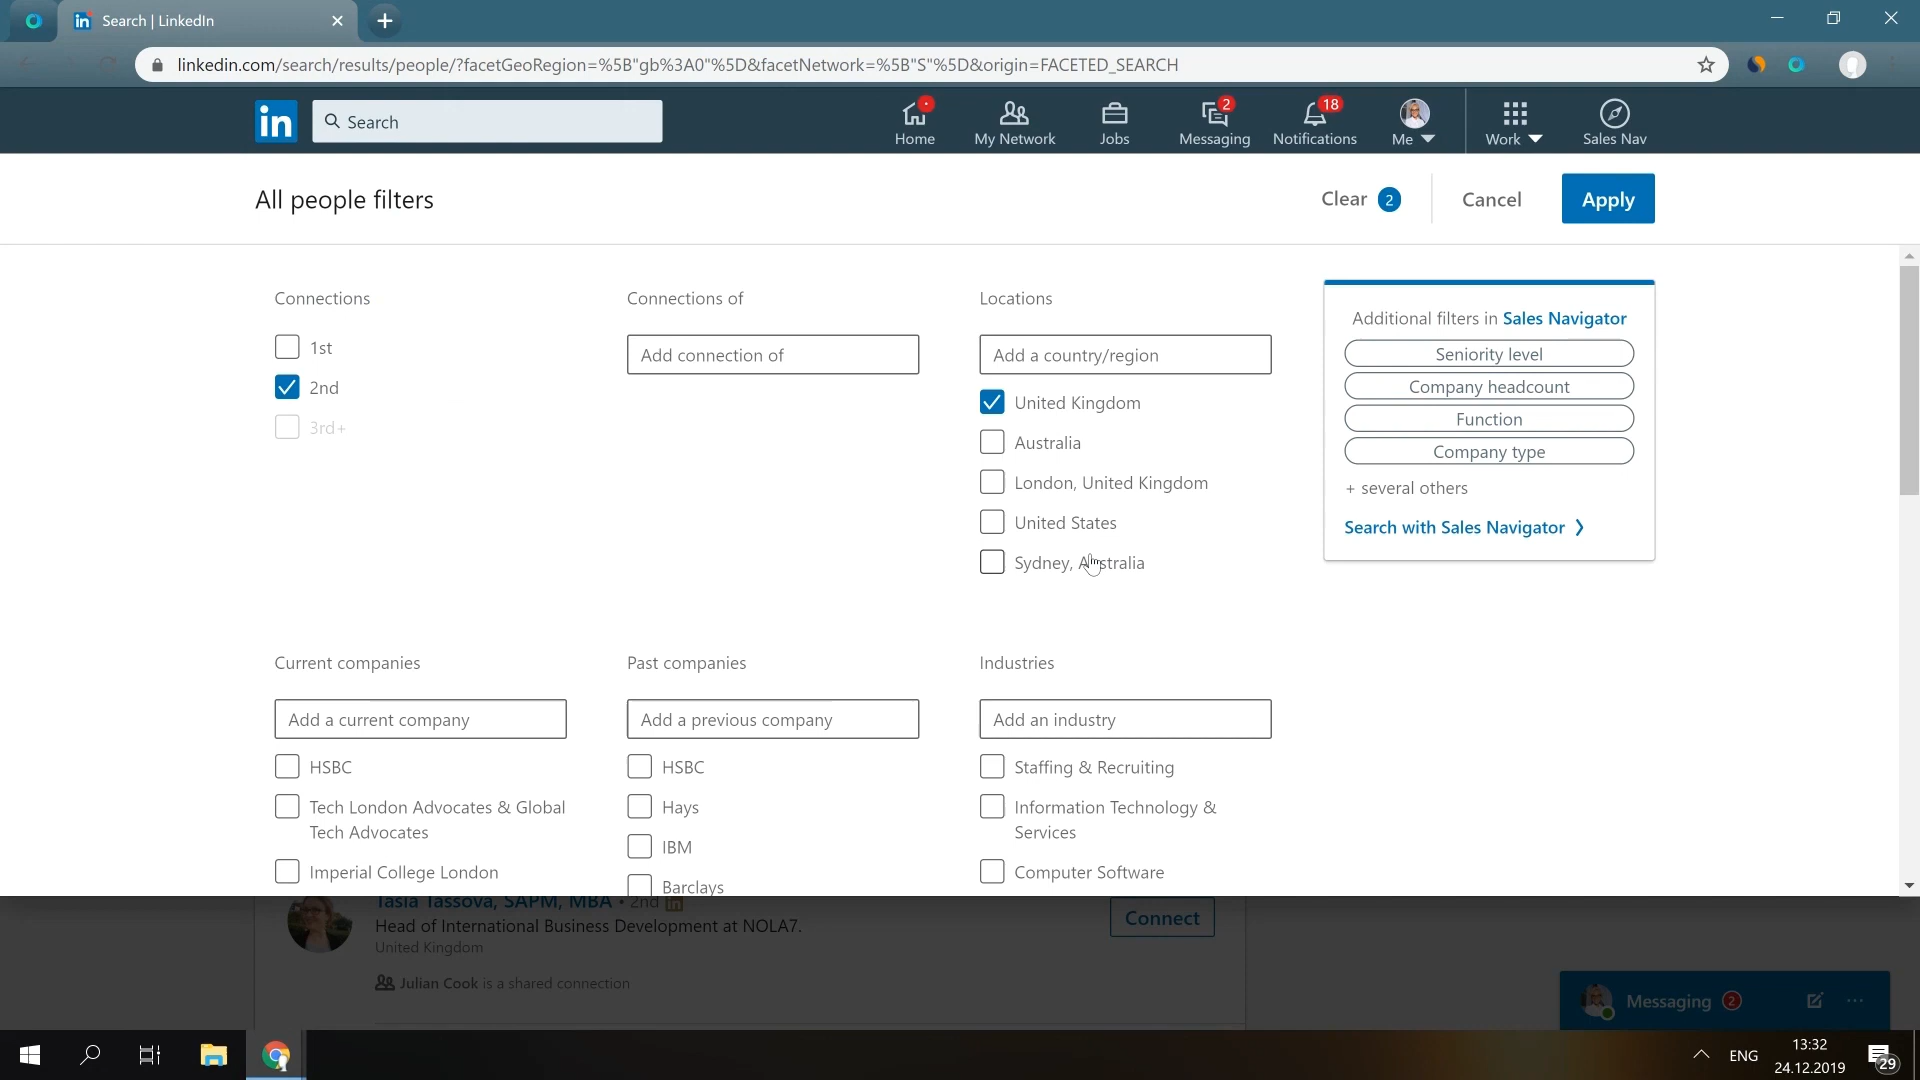 Search | LinkedIn
linkedin.com/search/results/people/?facetGeoRegion=%5B"gb%3A0"%5D&facetNetwork=%5B"S"%5D&origin=FACETED_SEARCH
in
Search
Home
My Network
Jobs
2
Messaging
18
Notifications
Me
Work
Sales Nav
All people filters
Clear 2
Cancel
Apply
Connections
1st
2nd
3rd+
Connections of
Add connection of
Locations
Add a country/region
United Kingdom
Australia
London, United Kingdom
United States
Sydney, Australia
Additional filters in Sales Navigator
Seniority level
Company headcount
Function
Company type
+ several others
Search with Sales Navigator
Current companies
Add a current company
HSBC
Tech London Advocates & Global
Tech Advocates
Imperial College London
Past companies
Add a previous company
HSBC
Hays
IBM
Barclays
Industries
Add an industry
Staffing & Recruiting
Information Technology &
Services
Computer Software
Tasia Tassova, SAPM, MBA • 2nd in
Head of International Business Development at NOLA7.
United Kingdom
Julian Cook is a shared connection
Connect
Messaging 2
ENG
13:32
24.12.2019
29